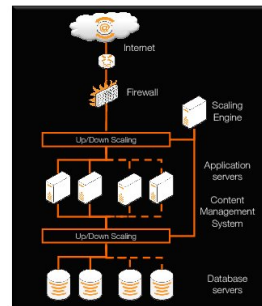 Internet
Firewall
Scaling
Engine
Up/Down Scaling
Application
servers
Content
Management
System
Up/Down Scaling
Database
servers